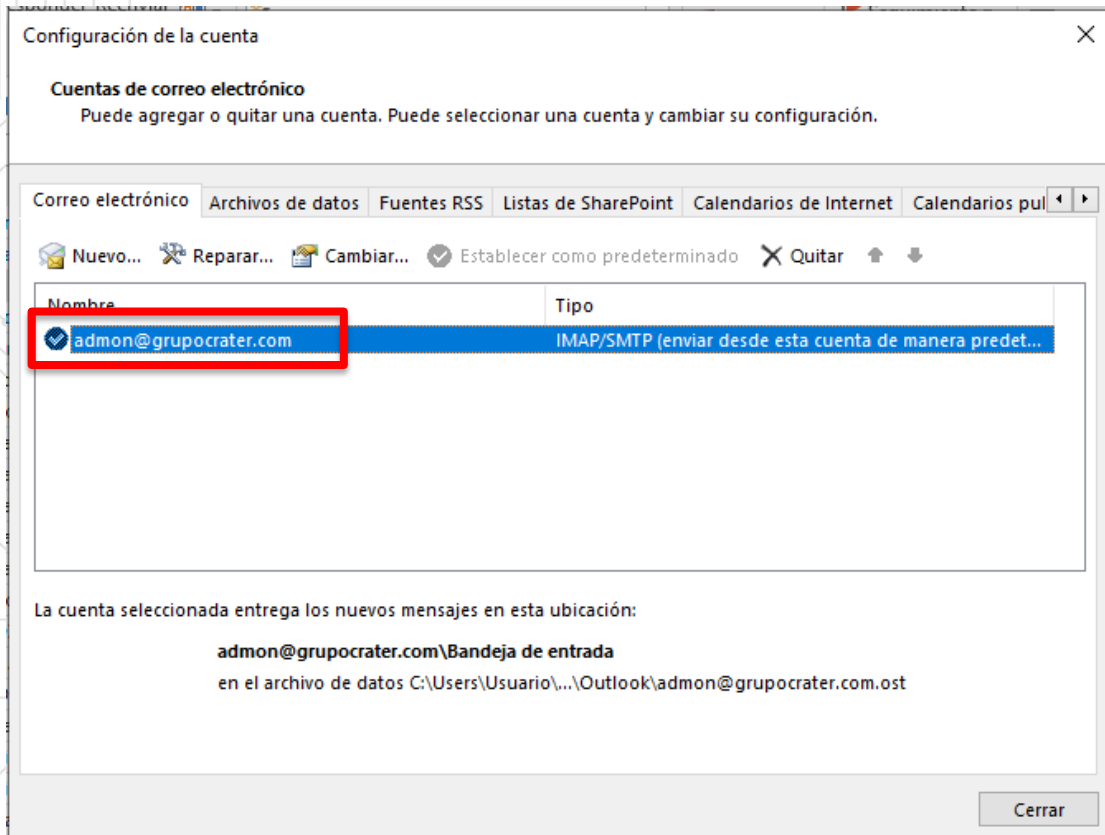 Configuración de la cuenta
Cuentas de correo electrónico
Puede agregar o quitar una cuenta. Puede seleccionar una cuenta y cambiar su configuración.
Correo electrónico Archivos de datos Fuentes RSS Listas de SharePoint Calendarios de Internet Calendarios pul
Nuevo... Reparar... Cambiar... Establecer como predeterminado Quitar
Nombre Tipo
admon@grupocrater.com IMAP/SMTP (enviar desde esta cuenta de manera predet...
La cuenta seleccionada entrega los nuevos mensajes en esta ubicación:
admon@grupocrater.com\Bandeja de entrada
en el archivo de datos C:\Users\Usuario\...\Outlook\admon@grupocrater.com.ost
Cerrar